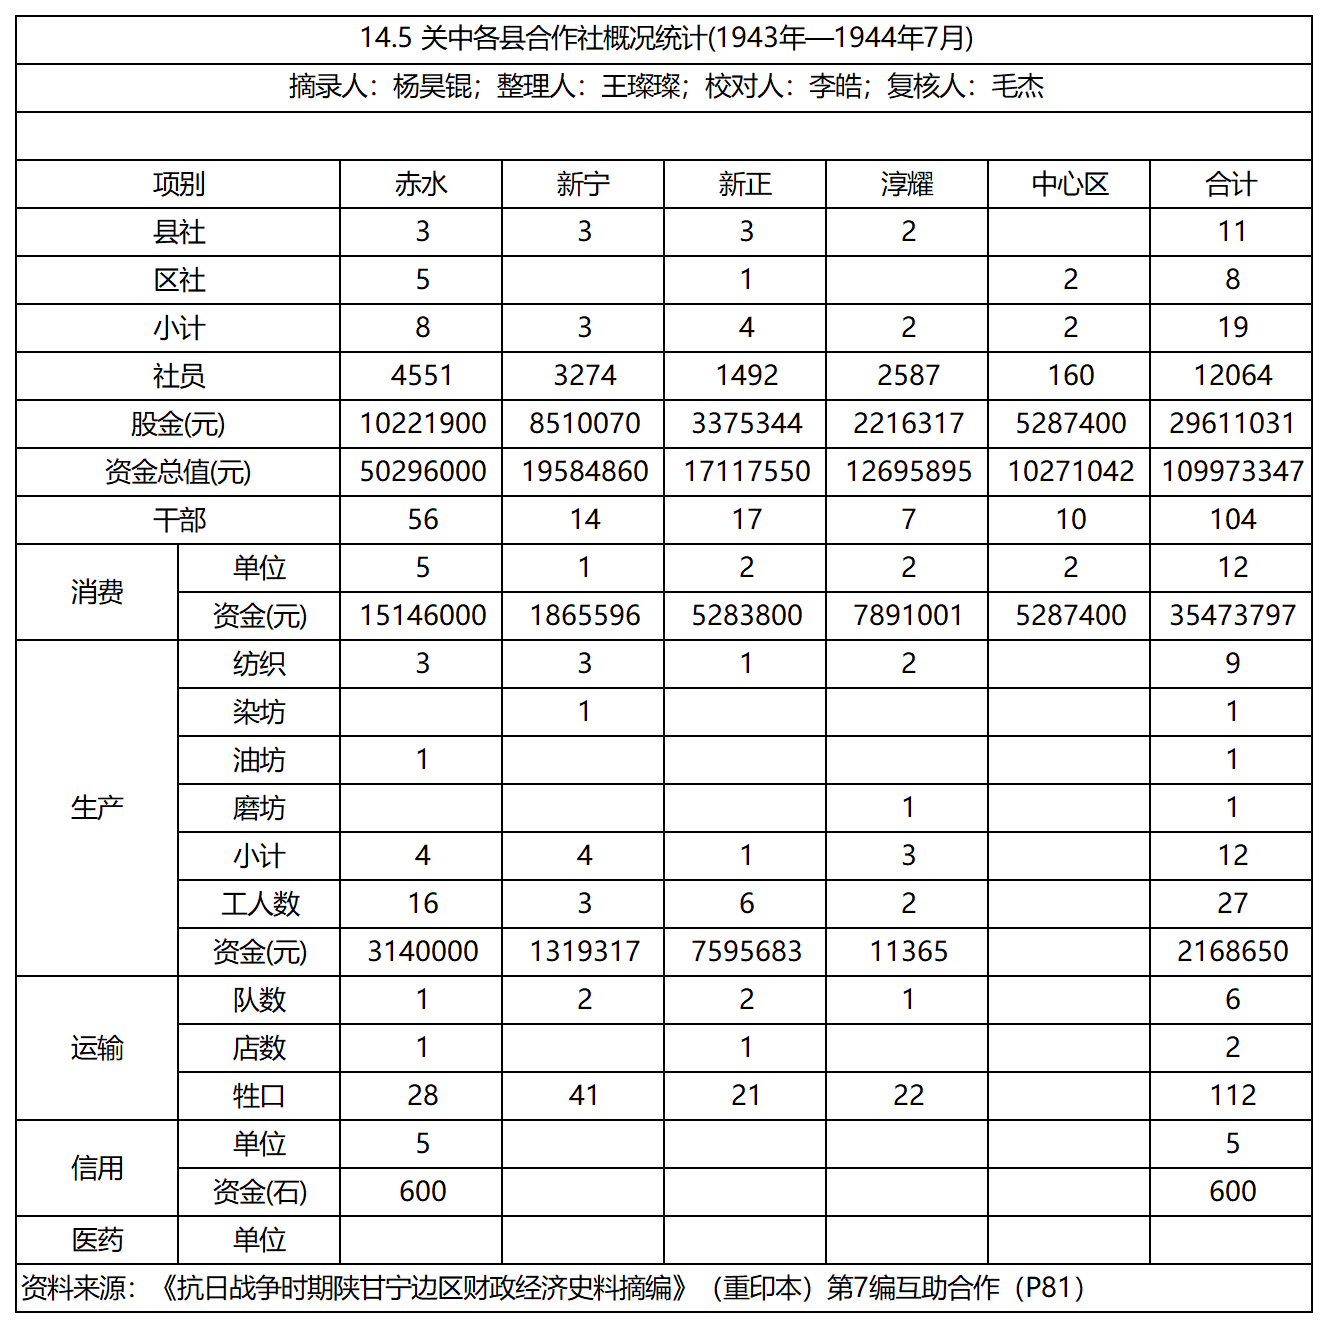 14.5 关中各县合作社概况统计(1943年—1944年7月)
摘录人：杨昊锟；整理人：王璨璨；校对人：李皓；复核人：毛杰
项别 赤水 新宁 新正 淳耀 中心区 合计
县社 3 3 3 2 11
区社 5 1 2 8
小计 8 3 4 2 2 19
社员 4551 3274 1492 2587 160 12064
股金(元) 10221900 8510070 3375344 2216317 5287400 29611031
资金总值(元) 50296000 19584860 17117550 12695895 10271042 109973347
干部 56 14 17 7 10 104
消费 单位 5 1 2 2 2 12
资金(元) 15146000 1865596 5283800 7891001 5287400 35473797
生产 纺织 3 3 1 2 9
染坊 1 1
油坊 1 1
磨坊 1 1
小计 4 4 1 3 12
工人数 16 3 6 2 27
资金(元) 3140000 1319317 7595683 11365 2168650
运输 队数 1 2 2 1 6
店数 1 1 2
牲口 28 41 21 22 112
信用 单位 5 5
资金(石) 600 600
医药 单位
资料来源：《抗日战争时期陕甘宁边区财政经济史料摘编》（重印本）第7编互助合作（P81）